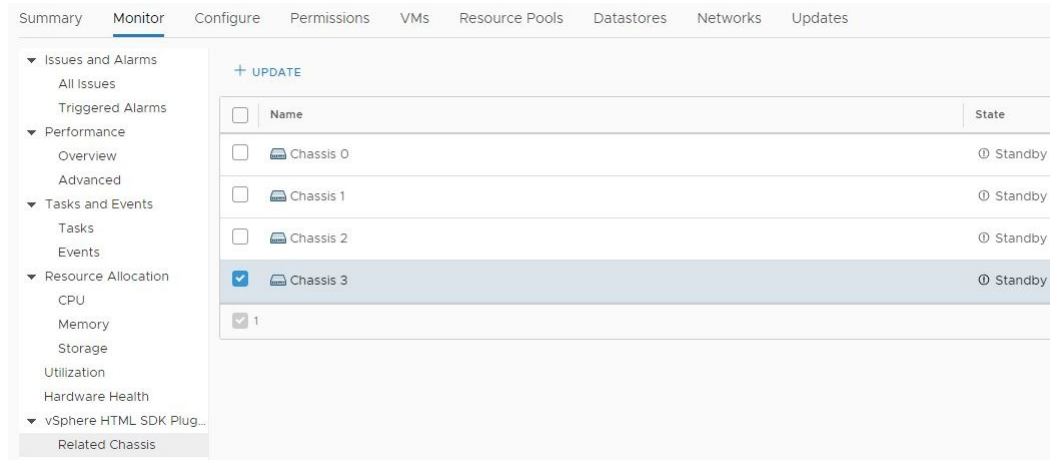 Summary Monitor Configure Permissions VMs Resource Pools Datastores Networks Updates
Issues and Alarms
All Issues
Triggered Alarms
Performance
Overview
Advanced
Tasks and Events
Tasks
Events
Resource Allocation
CPU
Memory
Storage
Utilization
Hardware Health
vSphere HTML SDK Plug...
Related Chassis
+ UPDATE
Name State
Chassis 0 Standby
Chassis 1 Standby
Chassis 2 Standby
Chassis 3 Standby
1